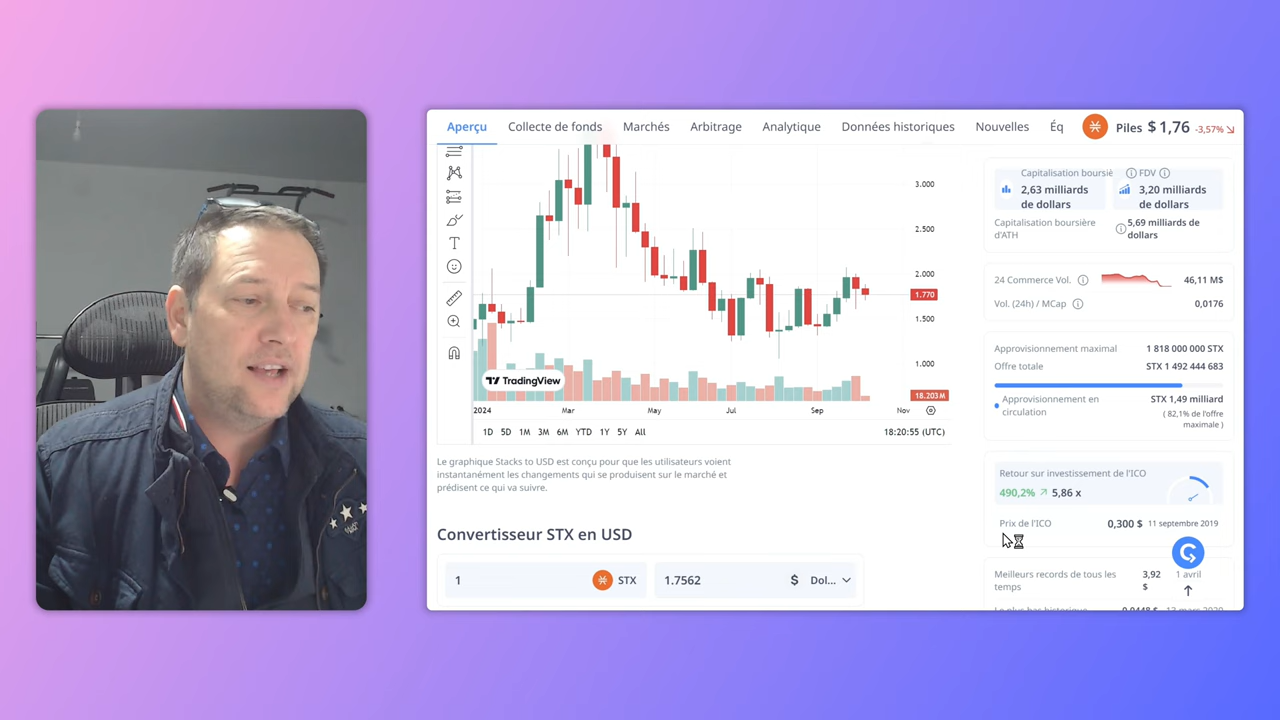 Aperçu Collecte de fonds Marchés Arbitrage Analytique Données historiques Nouvelles Éq Piles $ 1,76 -3,57%
3.000
2.500
2.000
1.770
1.500
1.000
18.203M
TradingView
2024 Mar May Jul Sep Nov
1D 5D 1M 3M 6M YTD 1Y 5Y All 18:20:55 (UTC)
Le graphique Stacks to USD est conçu pour que les utilisateurs voient
instantanément les changements qui se produisent sur le marché et
prédisent ce qui va suivre.
Convertisseur STX en USD
1 STX 1.7562 $ Dol...
Capitalisation boursiè FDV
2,63 milliards
de dollars
3,20 milliards
de dollars
Capitalisation boursière
d'ATH
5,69 milliards de
dollars
24 Commerce Vol. 46,11 M$
Vol. (24h) / MCap 0,0176
Approvisionnement maximal 1 818 000 000 STX
Offre totale STX 1 492 444 683
Approvisionnement en
circulation
STX 1,49 milliard
( 82,1% de l'offre
maximale )
Retour sur investissement de l'ICO
490,2% 5,86 x
Prix de l'ICO 0,300 $ 11 septembre 2019
Meilleurs records de tous les
temps
3,92
$
1 avril